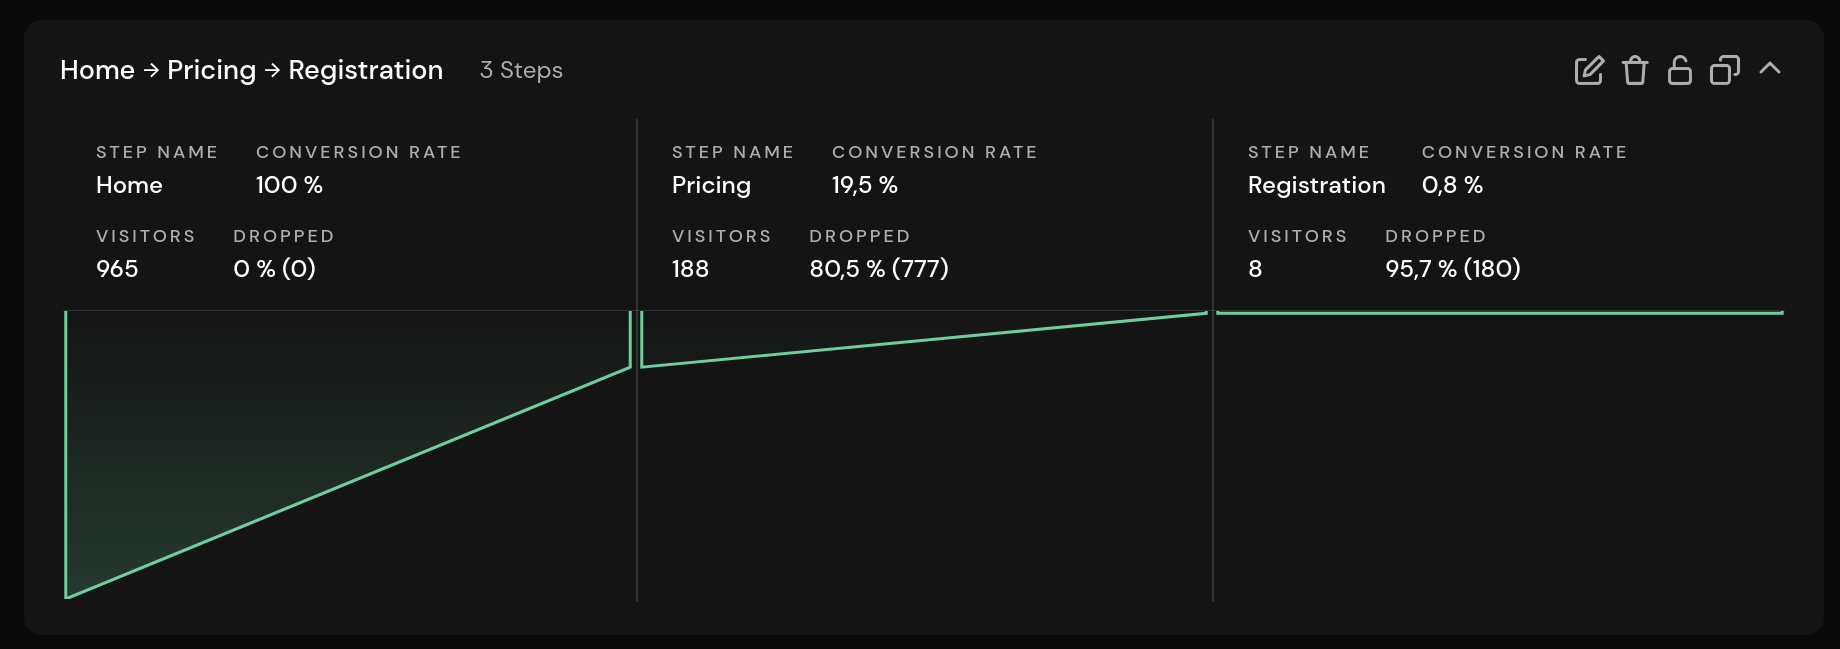 Home → Pricing → Registration 3 Steps
STEP NAME CONVERSION RATE
Home 100 %
VISITORS DROPPED
965 0 % (0)
STEP NAME CONVERSION RATE
Pricing 19,5 %
VISITORS DROPPED
188 80,5 % (777)
STEP NAME CONVERSION RATE
Registration 0,8 %
VISITORS DROPPED
8 95,7 % (180)